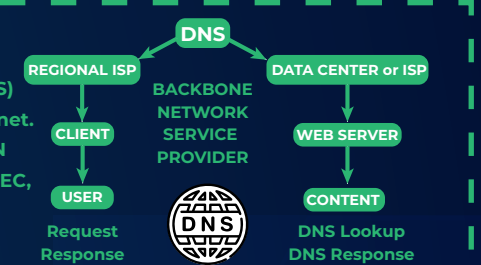 DNS
REGIONAL ISP
DATA CENTER or ISP
BACKBONE
NETWORK
SERVICE
PROVIDER
CLIENT
WEB SERVER
USER
CONTENT
Request
Response
DNS
DNS Lookup
DNS Response